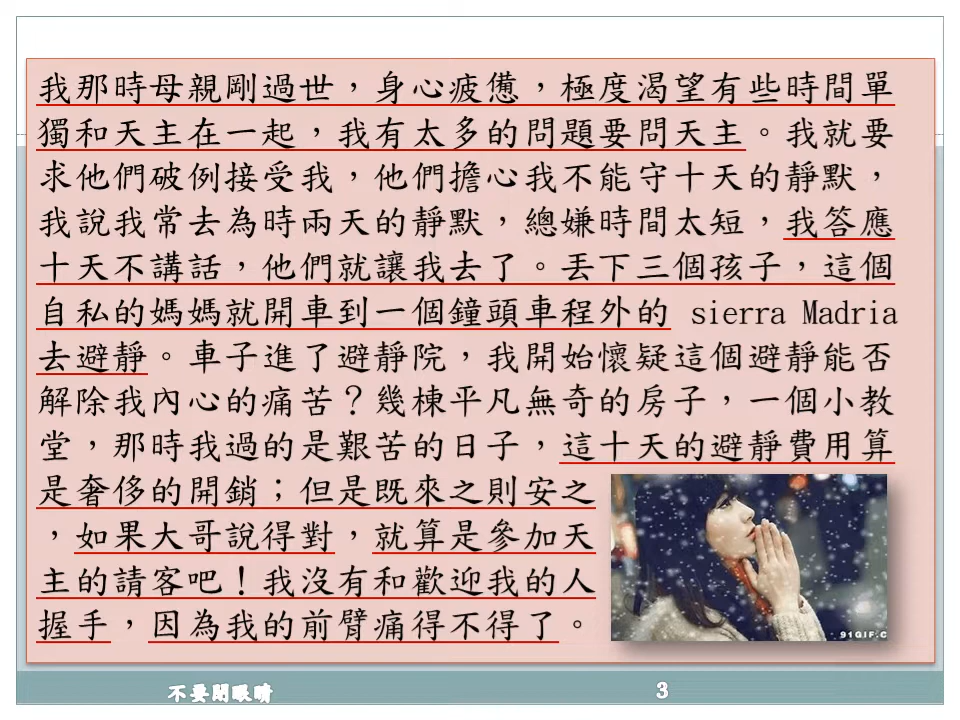 我那時母親剛過世，身心疲憊，極度渴望有些時間單
獨和天主在一起，我有太多的問題要問天主。我就要
求他們破例接受我，他們擔心我不能守十天的靜默，
我說我常去為時兩天的靜默，總嫌時間太短，我答應
十天不講話，他們就讓我去了。丟下三個孩子，這個
自私的媽媽就開車到一個鐘頭車程外的 sierra Madria
去避靜。車子進了避靜院，我開始懷疑這個避靜能否
解除我內心的痛苦？幾棟平凡無奇的房子，一個小教
堂，那時我過的是艱苦的日子，這十天的避靜費用算
是奢侈的開銷；但是既來之則安之
，如果大哥說得對，就算是參加天
主的請客吧！我沒有和歡迎我的人
握手，因為我的前臂痛得不得了。
91GIF.C
不要閉眼睛
3